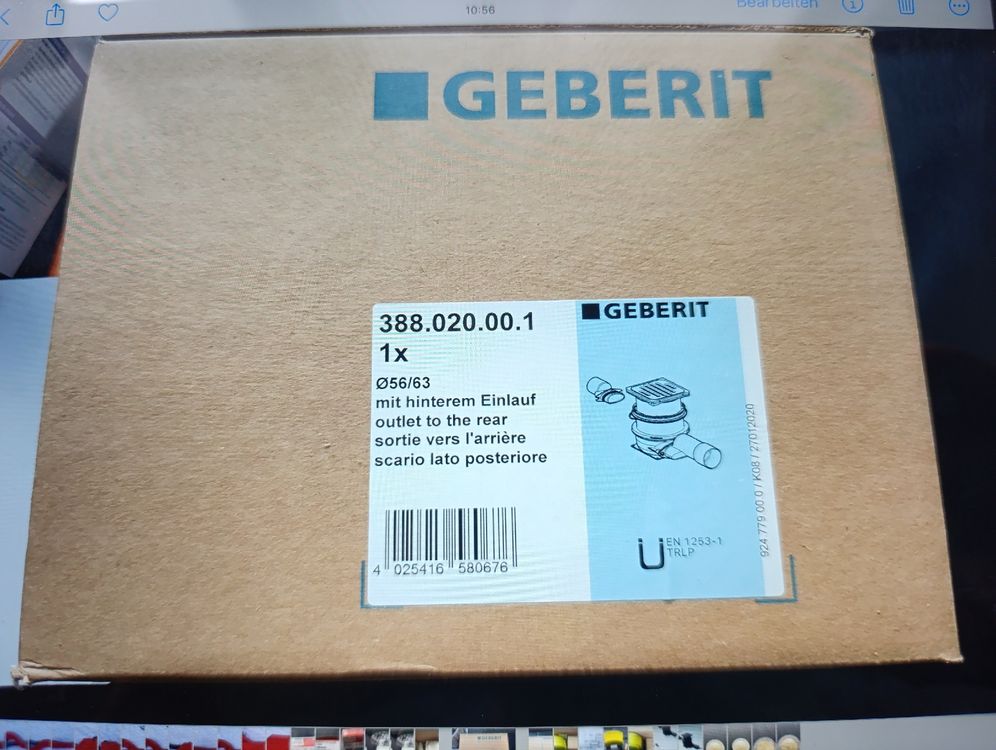 10:56
Bearbeiten
GEBERIT
388.020.00.1
1x
Ø56/63
mit hinterem Einlauf
outlet to the rear
sortie vers l'arrière
scario lato posteriore
4 025416 580676
GEBERIT
EN 1253-1
TRLP
924 779 00 0 / K08 / 27012020